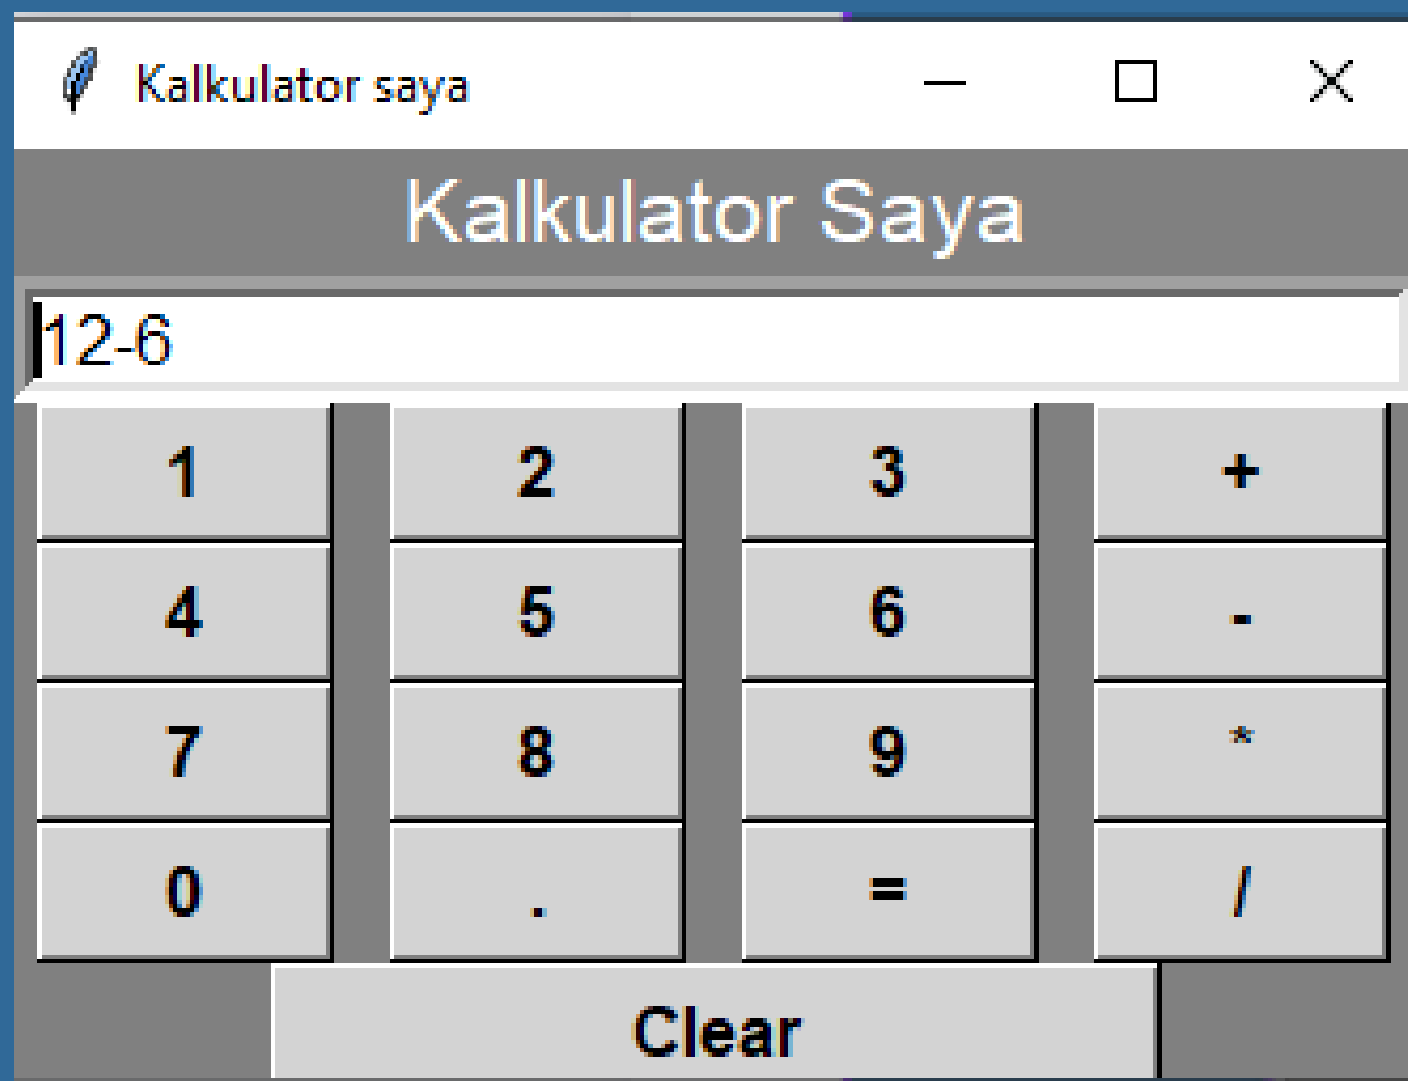 Kalkulator saya
Kalkulator Saya
12-6
1 2 3 +
4 5 6 -
7 8 9 *
0 . = /
Clear